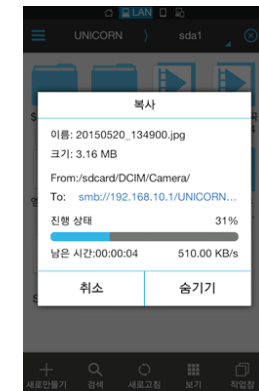 LAN
UNICORN
sda1
복사
이름: 20150520_134900.jpg
크기: 3.16 MB
From:/sdcard/DCIM/Camera/
To: smb://192.168.10.1/UNICORN...
진행 상태 31%
남은 시간:00:00:04 510.00 KB/s
취소 숨기기
새로만들기 검색 새로고침 보기 작업창